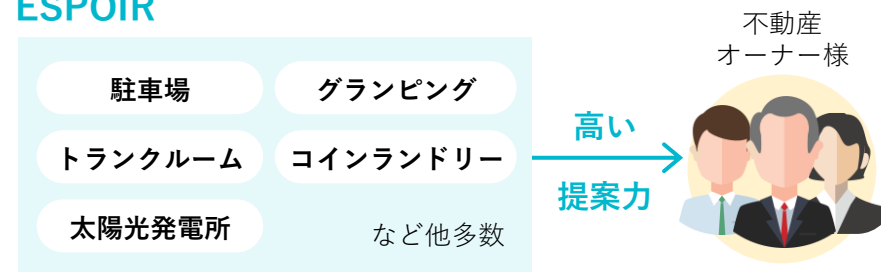 ESPOIR
不動産
オーナー様
駐車場
グランピング
トランクルーム
コインランドリー
太陽光発電所
など他多数
高い
提案力